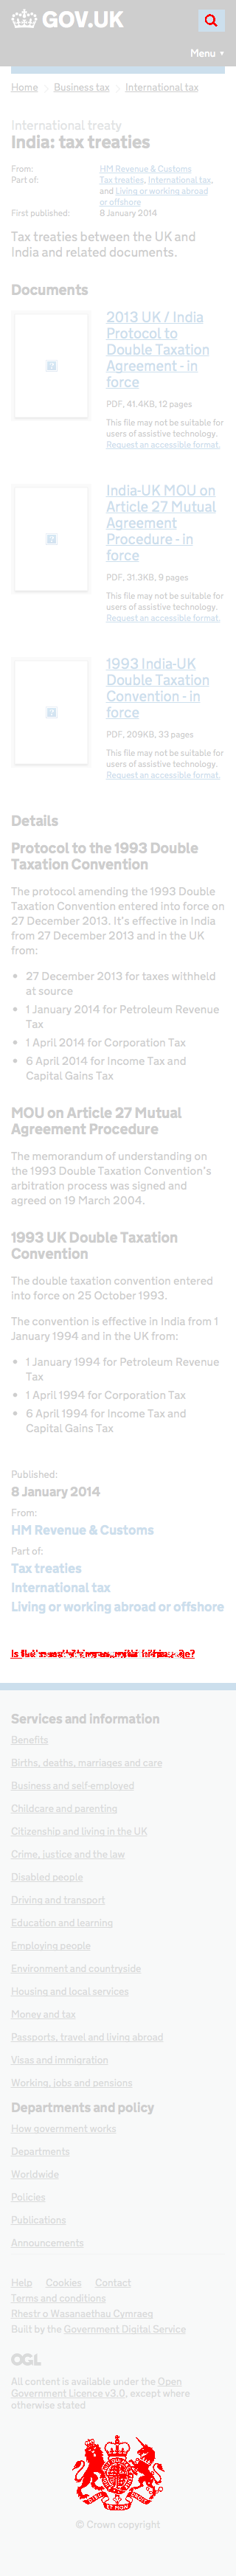 GOV.UK
Menu ▼
Home > Business tax > International tax
International treaty
India: tax treaties
From: HM Revenue & Customs
Part of: Tax treaties, International tax,
and Living or working abroad
or offshore
First published: 8 January 2014
Tax treaties between the UK and
India and related documents.
Documents
2013 UK / India
Protocol to
Double Taxation
Agreement - in
force
PDF, 41.4KB, 12 pages
This file may not be suitable for
users of assistive technology.
Request an accessible format.
India-UK MOU on
Article 27 Mutual
Agreement
Procedure - in
force
PDF, 31.3KB, 9 pages
This file may not be suitable for
users of assistive technology.
Request an accessible format.
1993 India-UK
Double Taxation
Convention - in
force
PDF, 209KB, 33 pages
This file may not be suitable for
users of assistive technology.
Request an accessible format.
Details
Protocol to the 1993 Double
Taxation Convention
The protocol amending the 1993 Double
Taxation Convention entered into force on
27 December 2013. It's effective in India
from 27 December 2013 and in the UK
from:
• 27 December 2013 for taxes withheld
at source
• 1 January 2014 for Petroleum Revenue
Tax
• 1 April 2014 for Corporation Tax
• 6 April 2014 for Income Tax and
Capital Gains Tax
MOU on Article 27 Mutual
Agreement Procedure
The memorandum of understanding on
the 1993 Double Taxation Convention's
arbitration process was signed and
agreed on 19 March 2004.
1993 UK Double Taxation
Convention
The double taxation convention entered
into force on 25 October 1993.
The convention is effective in India from 1
January 1994 and in the UK from:
• 1 January 1994 for Petroleum Revenue
Tax
• 1 April 1994 for Corporation Tax
• 6 April 1994 for Income Tax and
Capital Gains Tax
Published:
8 January 2014
From:
HM Revenue & Customs
Part of:
Tax treaties
International tax
Living or working abroad or offshore
Services and information
Benefits
Births, deaths, marriages and care
Business and self-employed
Childcare and parenting
Citizenship and living in the UK
Crime, justice and the law
Disabled people
Driving and transport
Education and learning
Employing people
Environment and countryside
Housing and local services
Money and tax
Passports, travel and living abroad
Visas and immigration
Working, jobs and pensions
Departments and policy
How government works
Departments
Worldwide
Policies
Publications
Announcements
Help Cookies Contact
Terms and conditions
Rhestr o Wasanaethau Cymraeg
Built by the Government Digital Service
OGL
All content is available under the Open
Government Licence v3.0, except where
otherwise stated
© Crown copyright